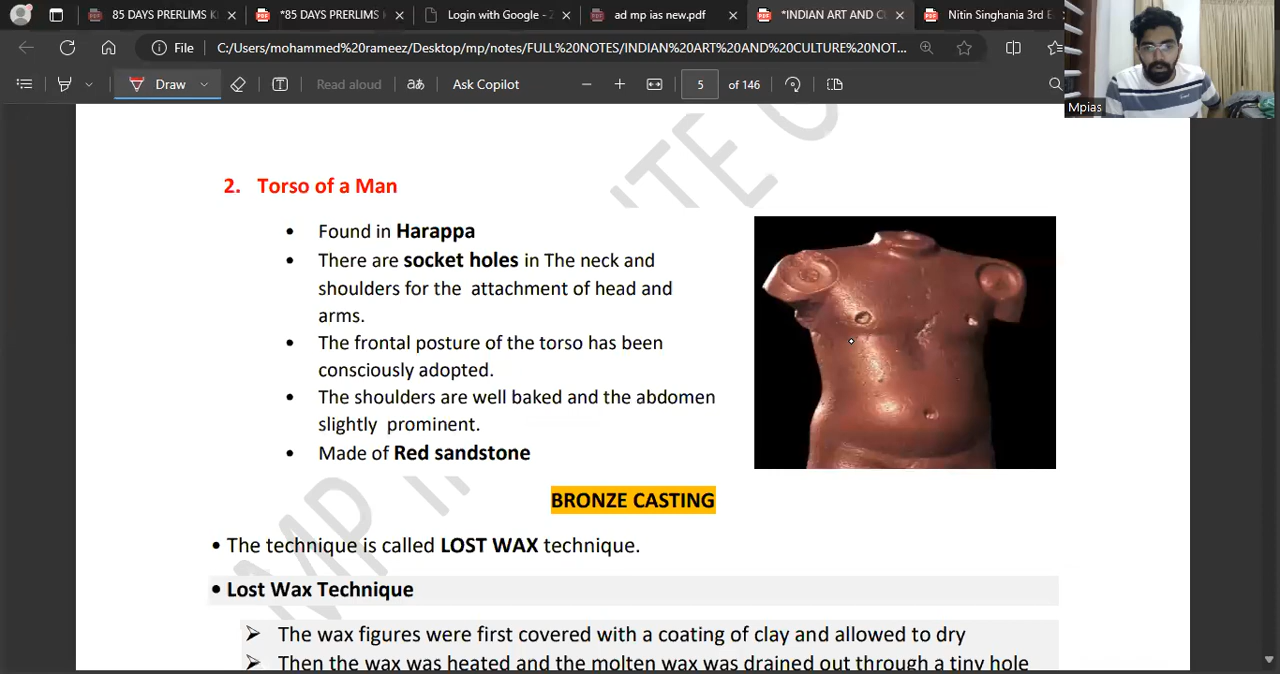 85 DAYS PRERLIMS K
*85 DAYS PRERLIMS
Login with Google -
ad mp ias new.pdf
*INDIAN ART AND C
Nitin Singhania 3rd E
File C:/Users/mohammed%20rameez/Desktop/mp/notes/FULL%20NOTES/INDIAN%20ART%20AND%20CULTURE%20NOT...
Draw Read aloud aあ Ask Copilot 5 of 146
Mpias
2. Torso of a Man
• Found in Harappa
• There are socket holes in The neck and
shoulders for the attachment of head and
arms.
• The frontal posture of the torso has been
consciously adopted.
• The shoulders are well baked and the abdomen
slightly prominent.
• Made of Red sandstone
BRONZE CASTING
• The technique is called LOST WAX technique.
• Lost Wax Technique
➢ The wax figures were first covered with a coating of clay and allowed to dry
➢ Then the wax was heated and the molten wax was drained out through a tiny hole